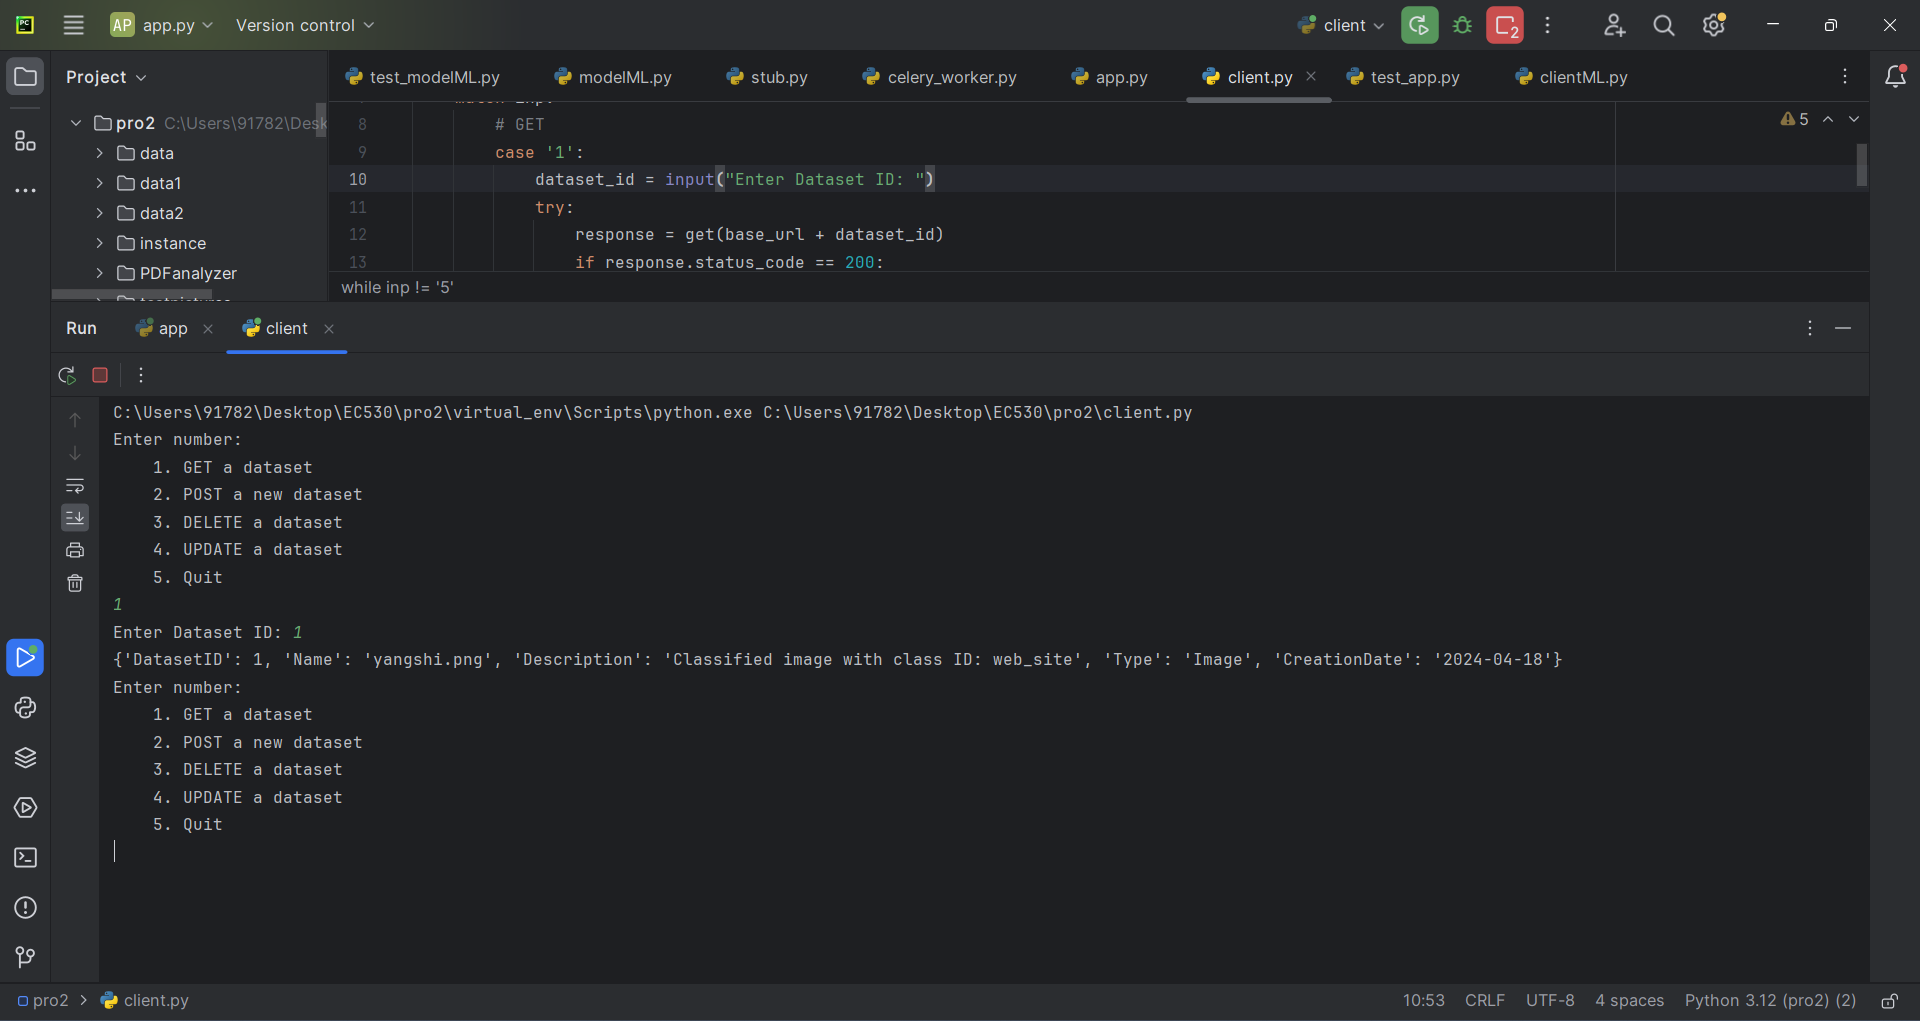 PC
AP app.py Version control client 2
Project test_modelML.py modelML.py stub.py celery_worker.py app.py client.py test_app.py clientML.py
pro2 C:\Users\91782\Desk
data
data1
data2
instance
PDFanalyzer
8 # GET
9 case '1':
10 dataset_id = input("Enter Dataset ID: ")
11 try:
12 response = get(base_url + dataset_id)
13 if response.status_code == 200:
5
while inp != '5'
Run app client
C:\Users\91782\Desktop\EC530\pro2\virtual_env\Scripts\python.exe C:\Users\91782\Desktop\EC530\pro2\client.py
Enter number:
1. GET a dataset
2. POST a new dataset
3. DELETE a dataset
4. UPDATE a dataset
5. Quit
1
Enter Dataset ID: 1
{'DatasetID': 1, 'Name': 'yangshi.png', 'Description': 'Classified image with class ID: web_site', 'Type': 'Image', 'CreationDate': '2024-04-18'}
Enter number:
1. GET a dataset
2. POST a new dataset
3. DELETE a dataset
4. UPDATE a dataset
5. Quit
pro2 > client.py 10:53 CRLF UTF-8 4 spaces Python 3.12 (pro2) (2)